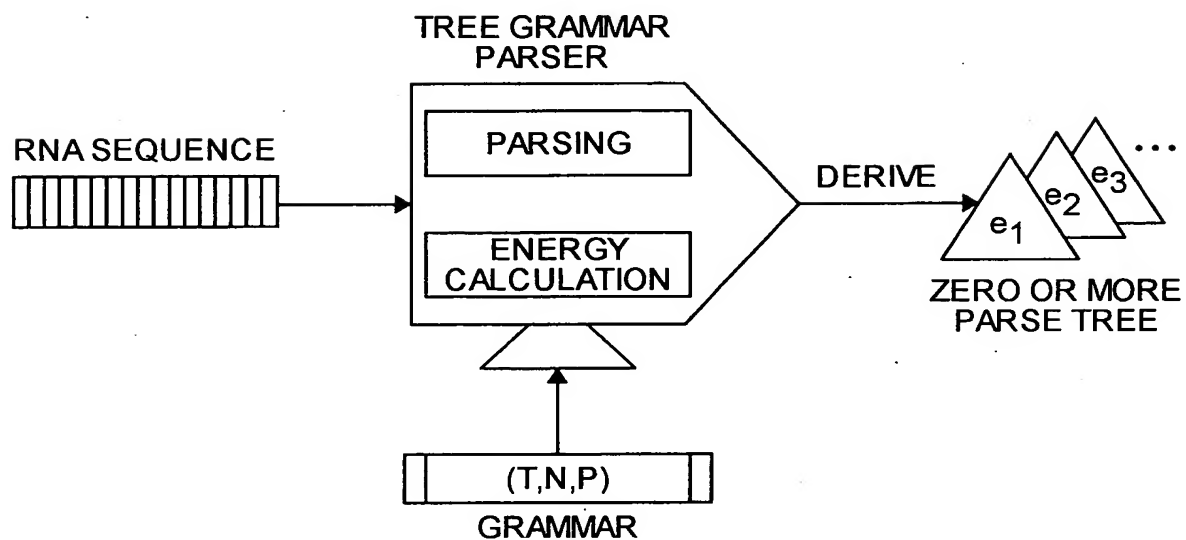 TREE GRAMMAR
PARSER
RNA SEQUENCE
PARSING
ENERGY
CALCULATION
DERIVE
e1
e2
e3
...
ZERO OR MORE
PARSE TREE
(T,N,P)
GRAMMAR